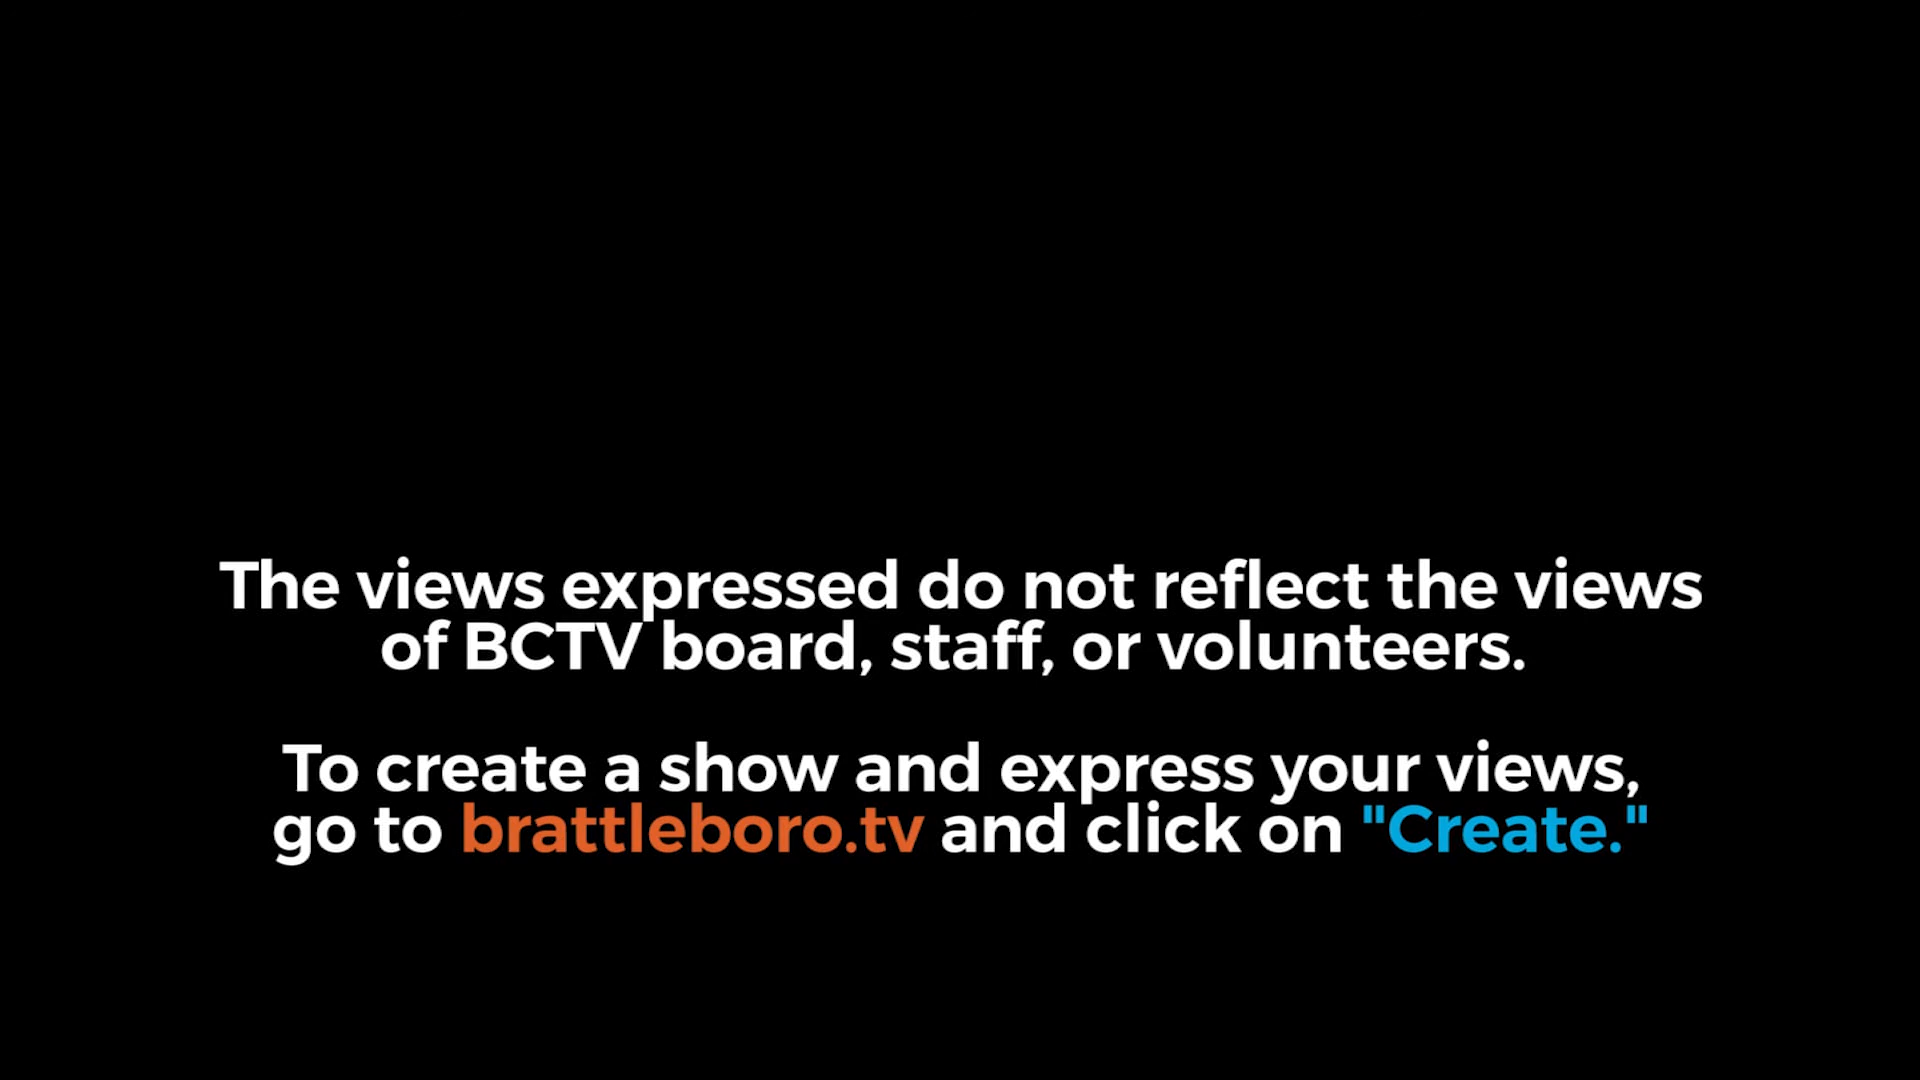 The views expressed do not reflect the views
of BCTV board, staff, or volunteers.
To create a show and express your views,
go to brattleboro.tv and click on "Create."